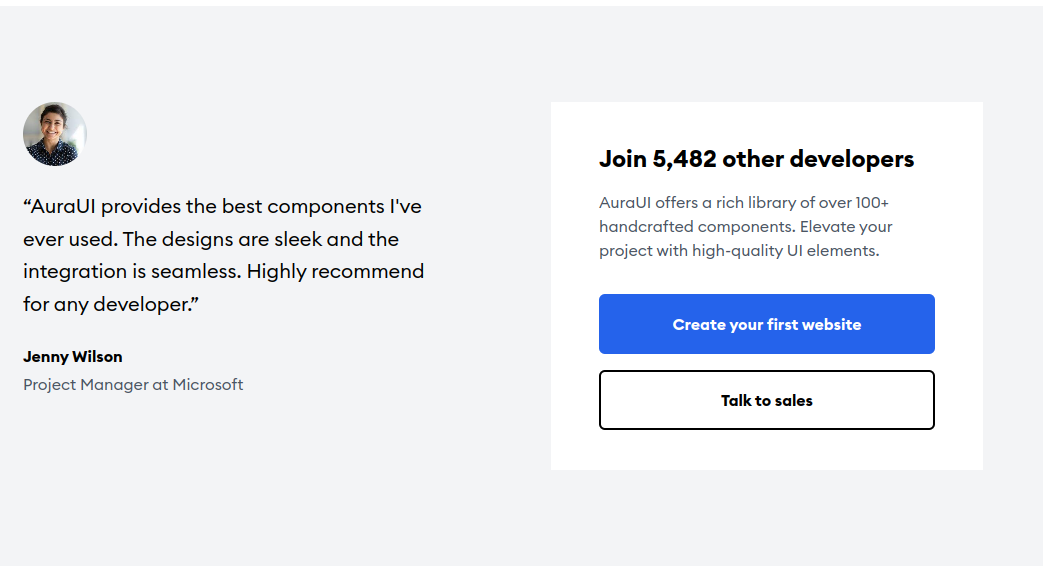 “AuraUI provides the best components I've
ever used. The designs are sleek and the
integration is seamless. Highly recommend
for any developer.”
Jenny Wilson
Project Manager at Microsoft
Join 5,482 other developers
AuraUI offers a rich library of over 100+
handcrafted components. Elevate your
project with high-quality UI elements.
Create your first website
Talk to sales